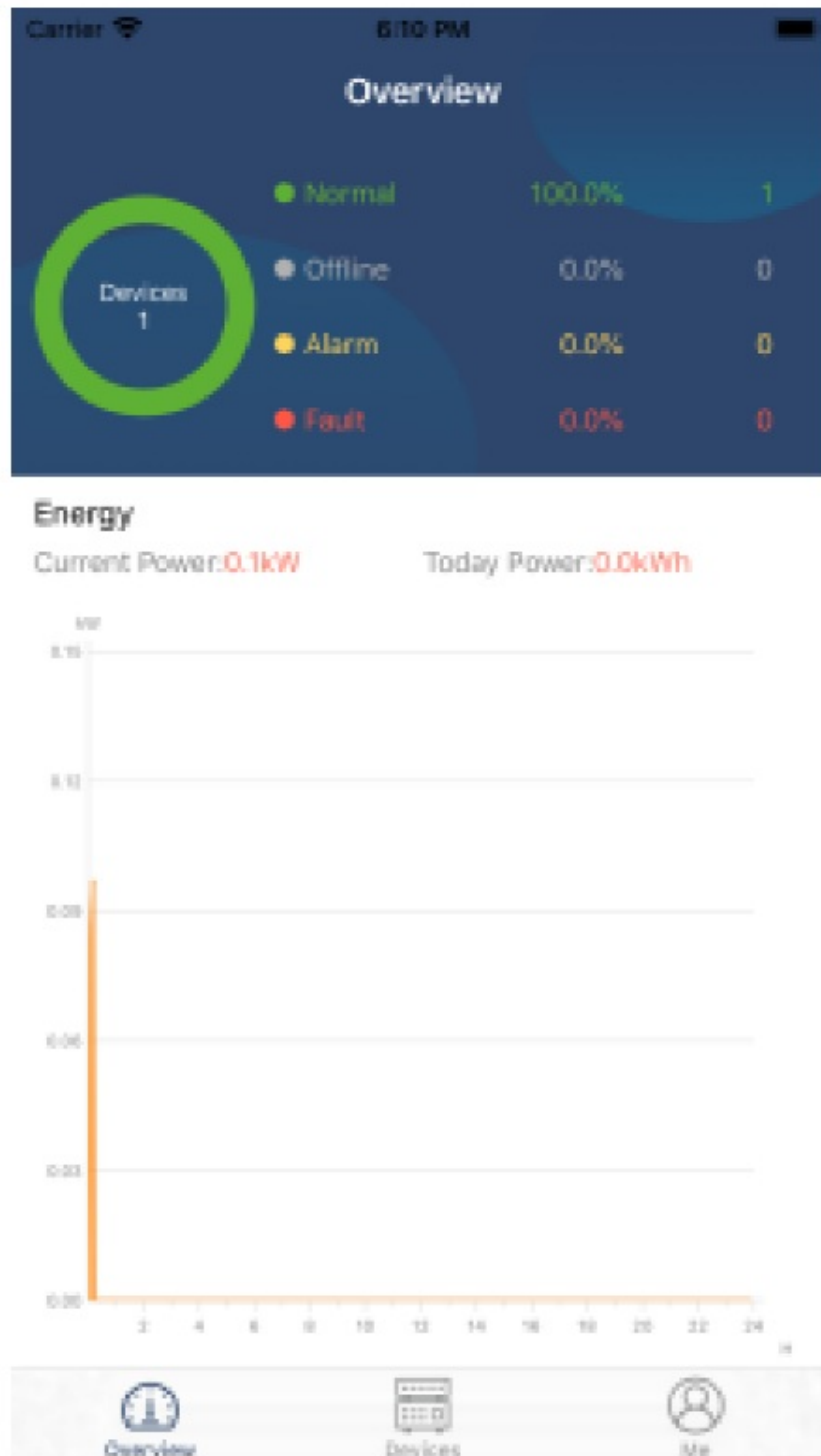 Carrier 6:10 PM
Overview
Normal 100.0% 1
Offline 0.0% 0
Devices
1
Alarm 0.0% 0
Fault 0.0% 0
Energy
Current Power:0.1kW Today Power:0.0kWh
kW
0.15
0.12
0.09
0.06
0.03
0.00
2 4 6 8 10 12 14 16 18 20 22 24
H
Overview Devices Me